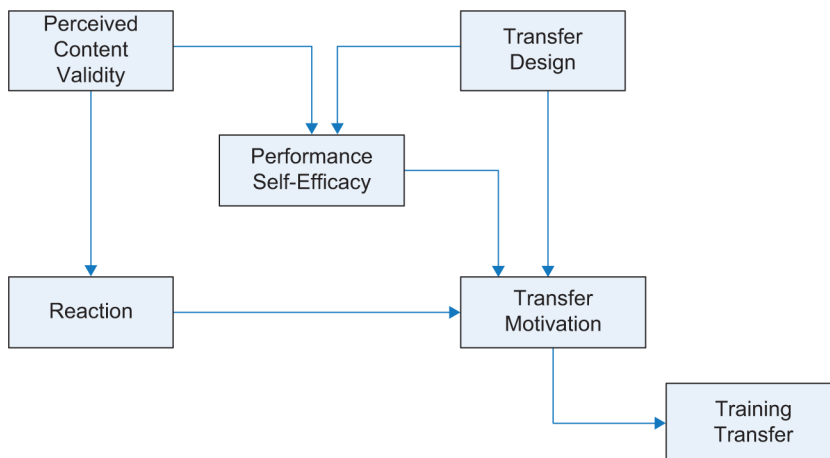 Perceived
Content
Validity
Transfer
Design
Performance
Self-Efficacy
Reaction
Transfer
Motivation
Training
Transfer